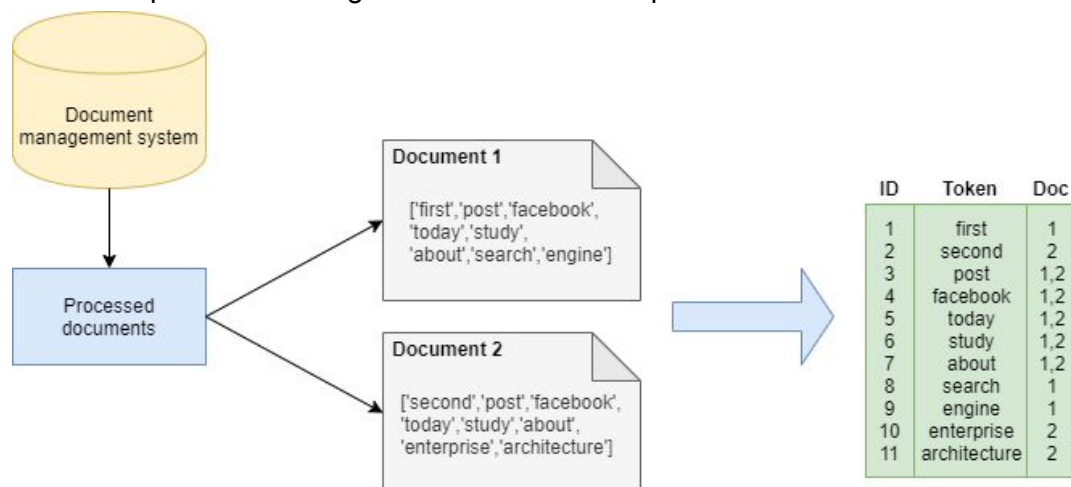 Document
management system
Processed
documents
Document 1
['first','post','facebook',
'today','study',
'about','search','engine']
Document 2
['second','post','facebook',
'today','study','about',
'enterprise','architecture']
ID Token Doc
1 first 1
2 second 2
3 post 1,2
4 facebook 1,2
5 today 1,2
6 study 1,2
7 about 1,2
8 search 1
9 engine 1
10 enterprise 2
11 architecture 2